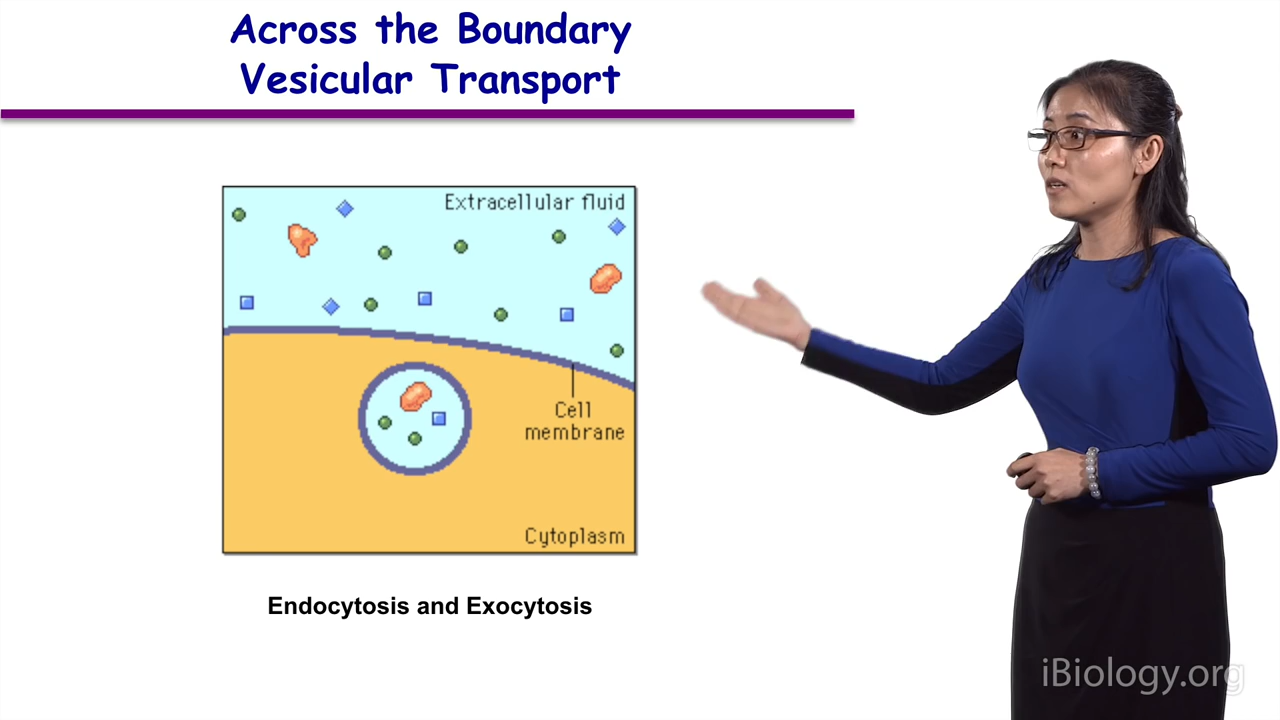 Across the Boundary
Vesicular Transport
Extracellular fluid
Cell
membrane
Cytoplasm
Endocytosis and Exocytosis
iBiology.org